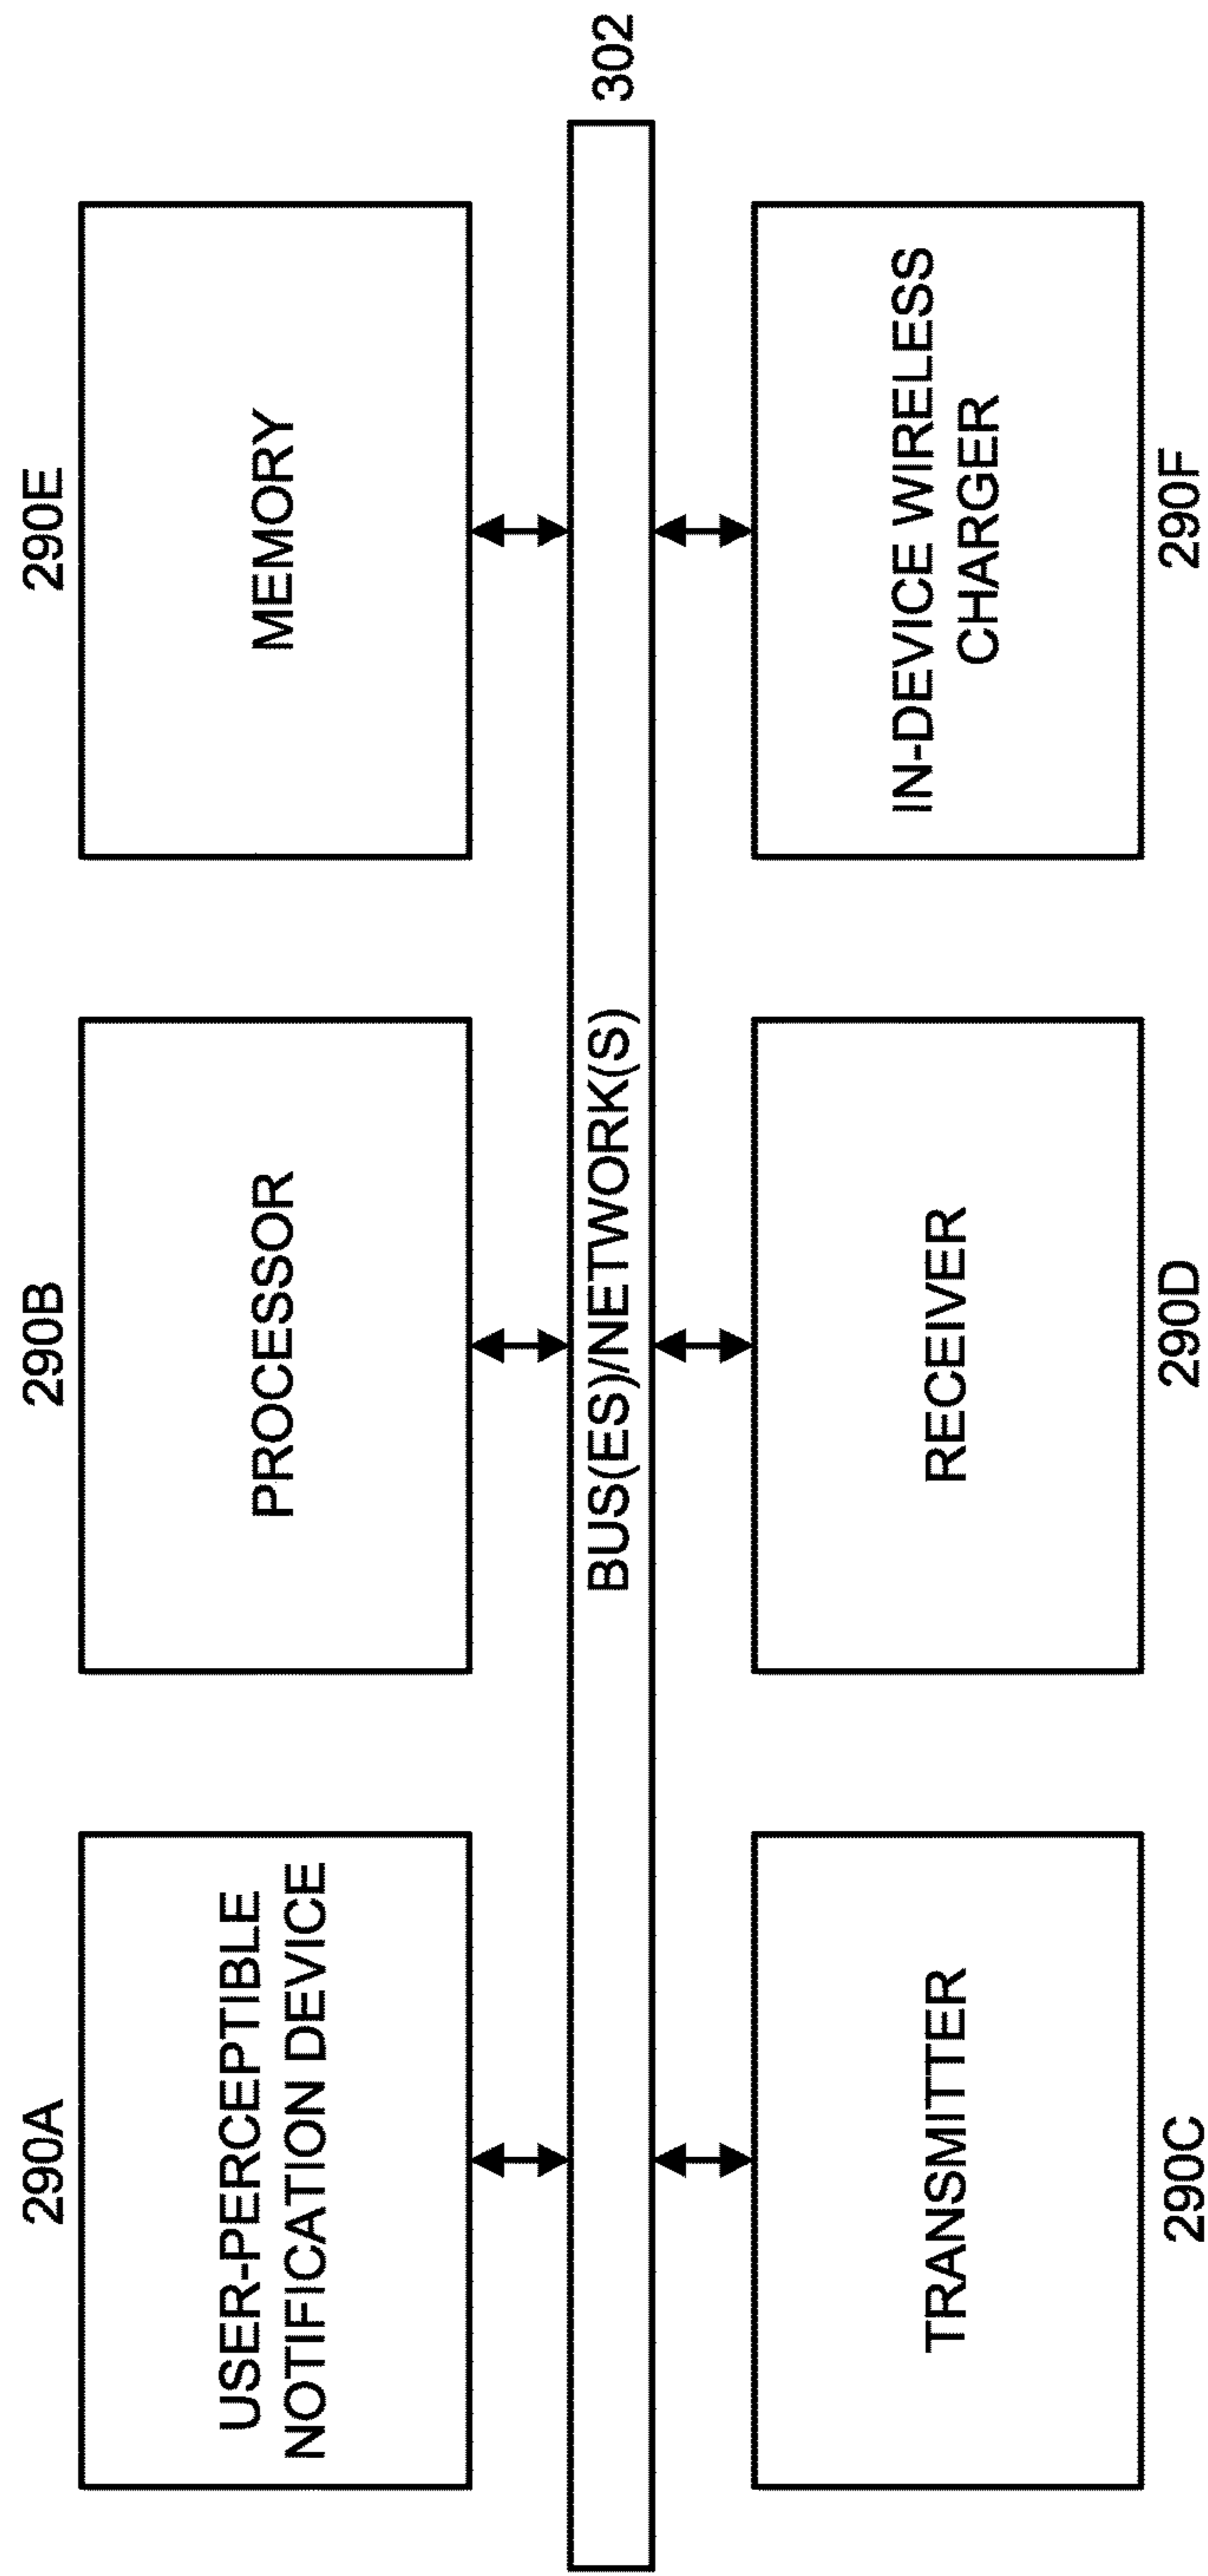 290A
290B
290E
USER-PERCEPTIBLE
NOTIFICATION DEVICE
PROCESSOR
MEMORY
BUS(ES)/NETWORK(S)
302
TRANSMITTER
RECEIVER
IN-DEVICE WIRELESS
CHARGER
290C
290D
290F